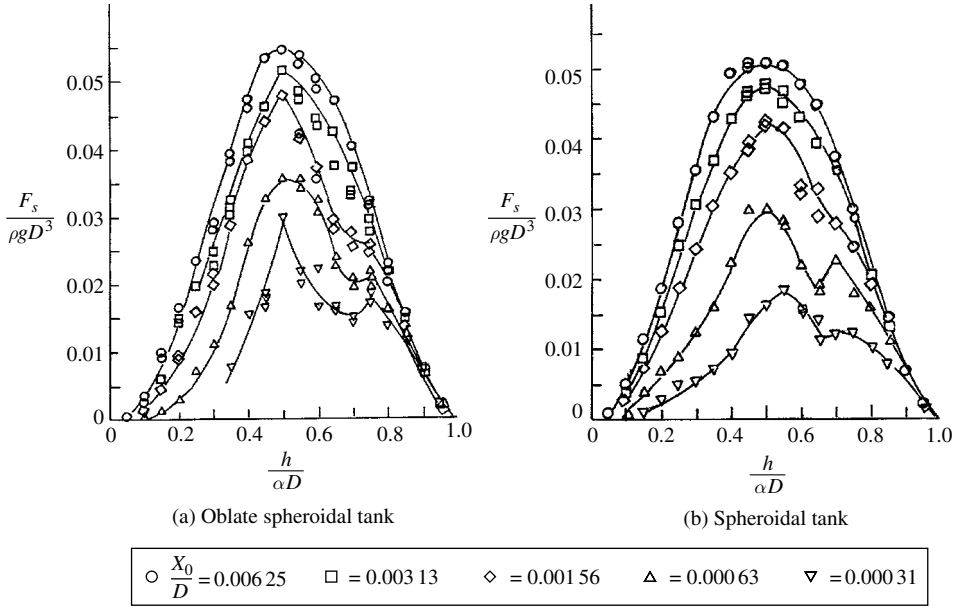 0.05
0.04
0.03
0.02
0.01
0
F_s
ρgD^3
0 0.2 0.4 0.6 0.8 1.0
h
αD
(a) Oblate spheroidal tank
0.05
0.04
0.03
0.02
0.01
0
F_s
ρgD^3
0 0.2 0.4 0.6 0.8 1.0
h
αD
(b) Spheroidal tank
○ X_0/D = 0.006 25 □ = 0.003 13 ◇ = 0.001 56 △ = 0.000 63 ▽ = 0.000 31